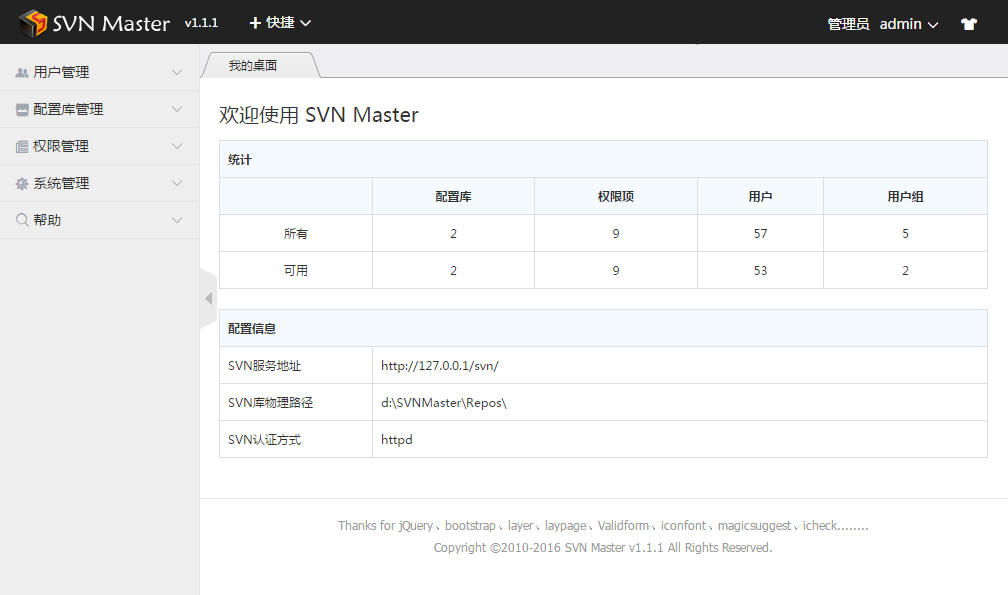 SVN Master v1.1.1 + 快捷 管理员 admin
用户管理
配置库管理
权限管理
系统管理
帮助
我的桌面
欢迎使用 SVN Master
统计
配置库 权限项 用户 用户组
所有 2 9 57 5
可用 2 9 53 2
配置信息
SVN服务地址 http://127.0.0.1/svn/
SVN库物理路径 d:\SVNMaster\Repos\
SVN认证方式 httpd
Thanks for jQuery、bootstrap、layer、laypage、Validform、iconfont、magicsuggest、icheck........
Copyright ©2010-2016 SVN Master v1.1.1 All Rights Reserved.